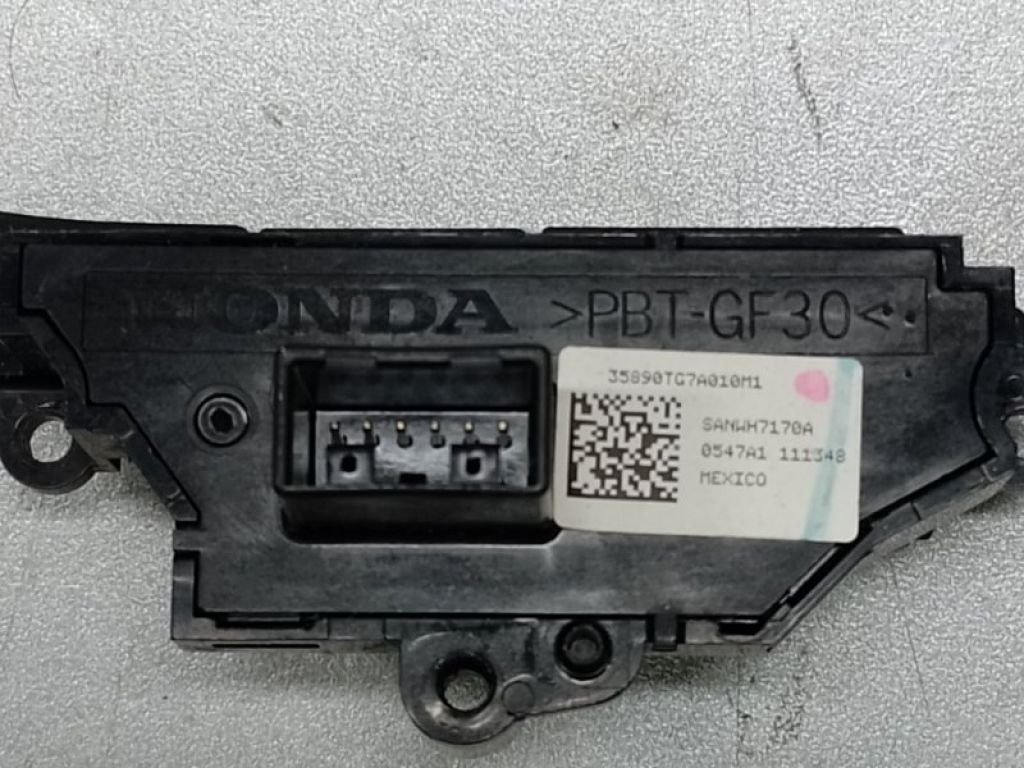 HONDA >PBT-GF30<
35890TG7A010M1
SANWH7170A
0547A1 111348
MEXICO